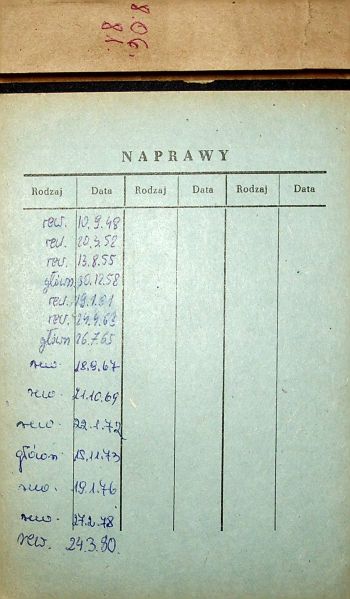 NAPRAWY
Rodzaj Data Rodzaj Data Rodzaj Data
rew. 10.9.48
rew. 20.3.52
rew. 13.8.55
główn 30.12.58
rew. 19.1.61
rew. 24.4.63
główn 26.7.65
rew. 18.9.67
rew. 21.10.69
rew. 22.1.72
główn 15.11.73
rew. 19.1.76
rew. 27.2.78
rew. 24.3.80.